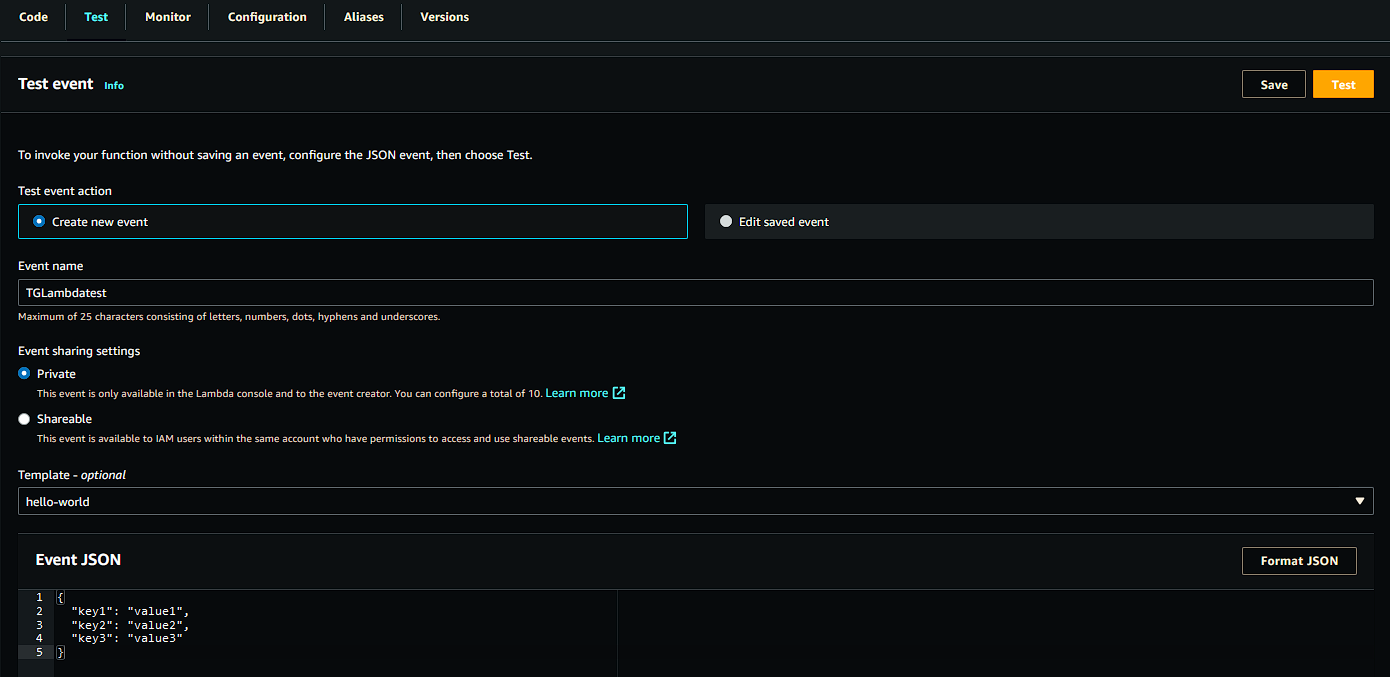 Code Test Monitor Configuration Aliases Versions
Test event Info Save Test
To invoke your function without saving an event, configure the JSON event, then choose Test.
Test event action
Create new event Edit saved event
Event name
TGLambdatest
Maximum of 25 characters consisting of letters, numbers, dots, hyphens and underscores.
Event sharing settings
Private
This event is only available in the Lambda console and to the event creator. You can configure a total of 10. Learn more
Shareable
This event is available to IAM users within the same account who have permissions to access and use shareable events. Learn more
Template - optional
hello-world
Event JSON Format JSON
1 {
2 "key1": "value1",
3 "key2": "value2",
4 "key3": "value3"
5 }